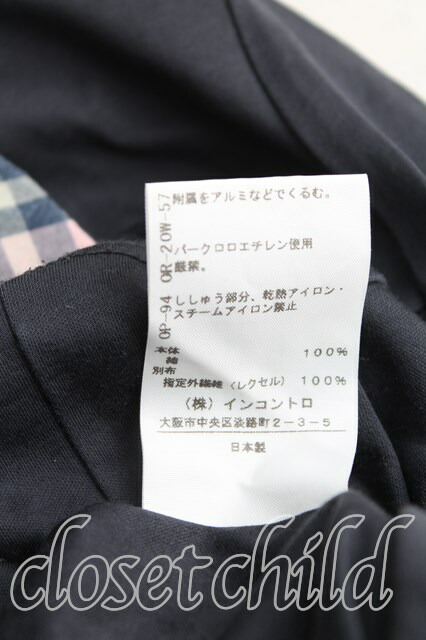 附属をアルミなどでくるむ。
パークロロエチレン使用
厳禁。
ししゅう部分、乾熱アイロン・
スチームアイロン禁止
OP-94 OR-20W-57
本体
綿 100%
別布
指定外繊維(レクセル) 100%
(株)インコントロ
大阪市中央区淡路町2-3-5
日本製
closetchild